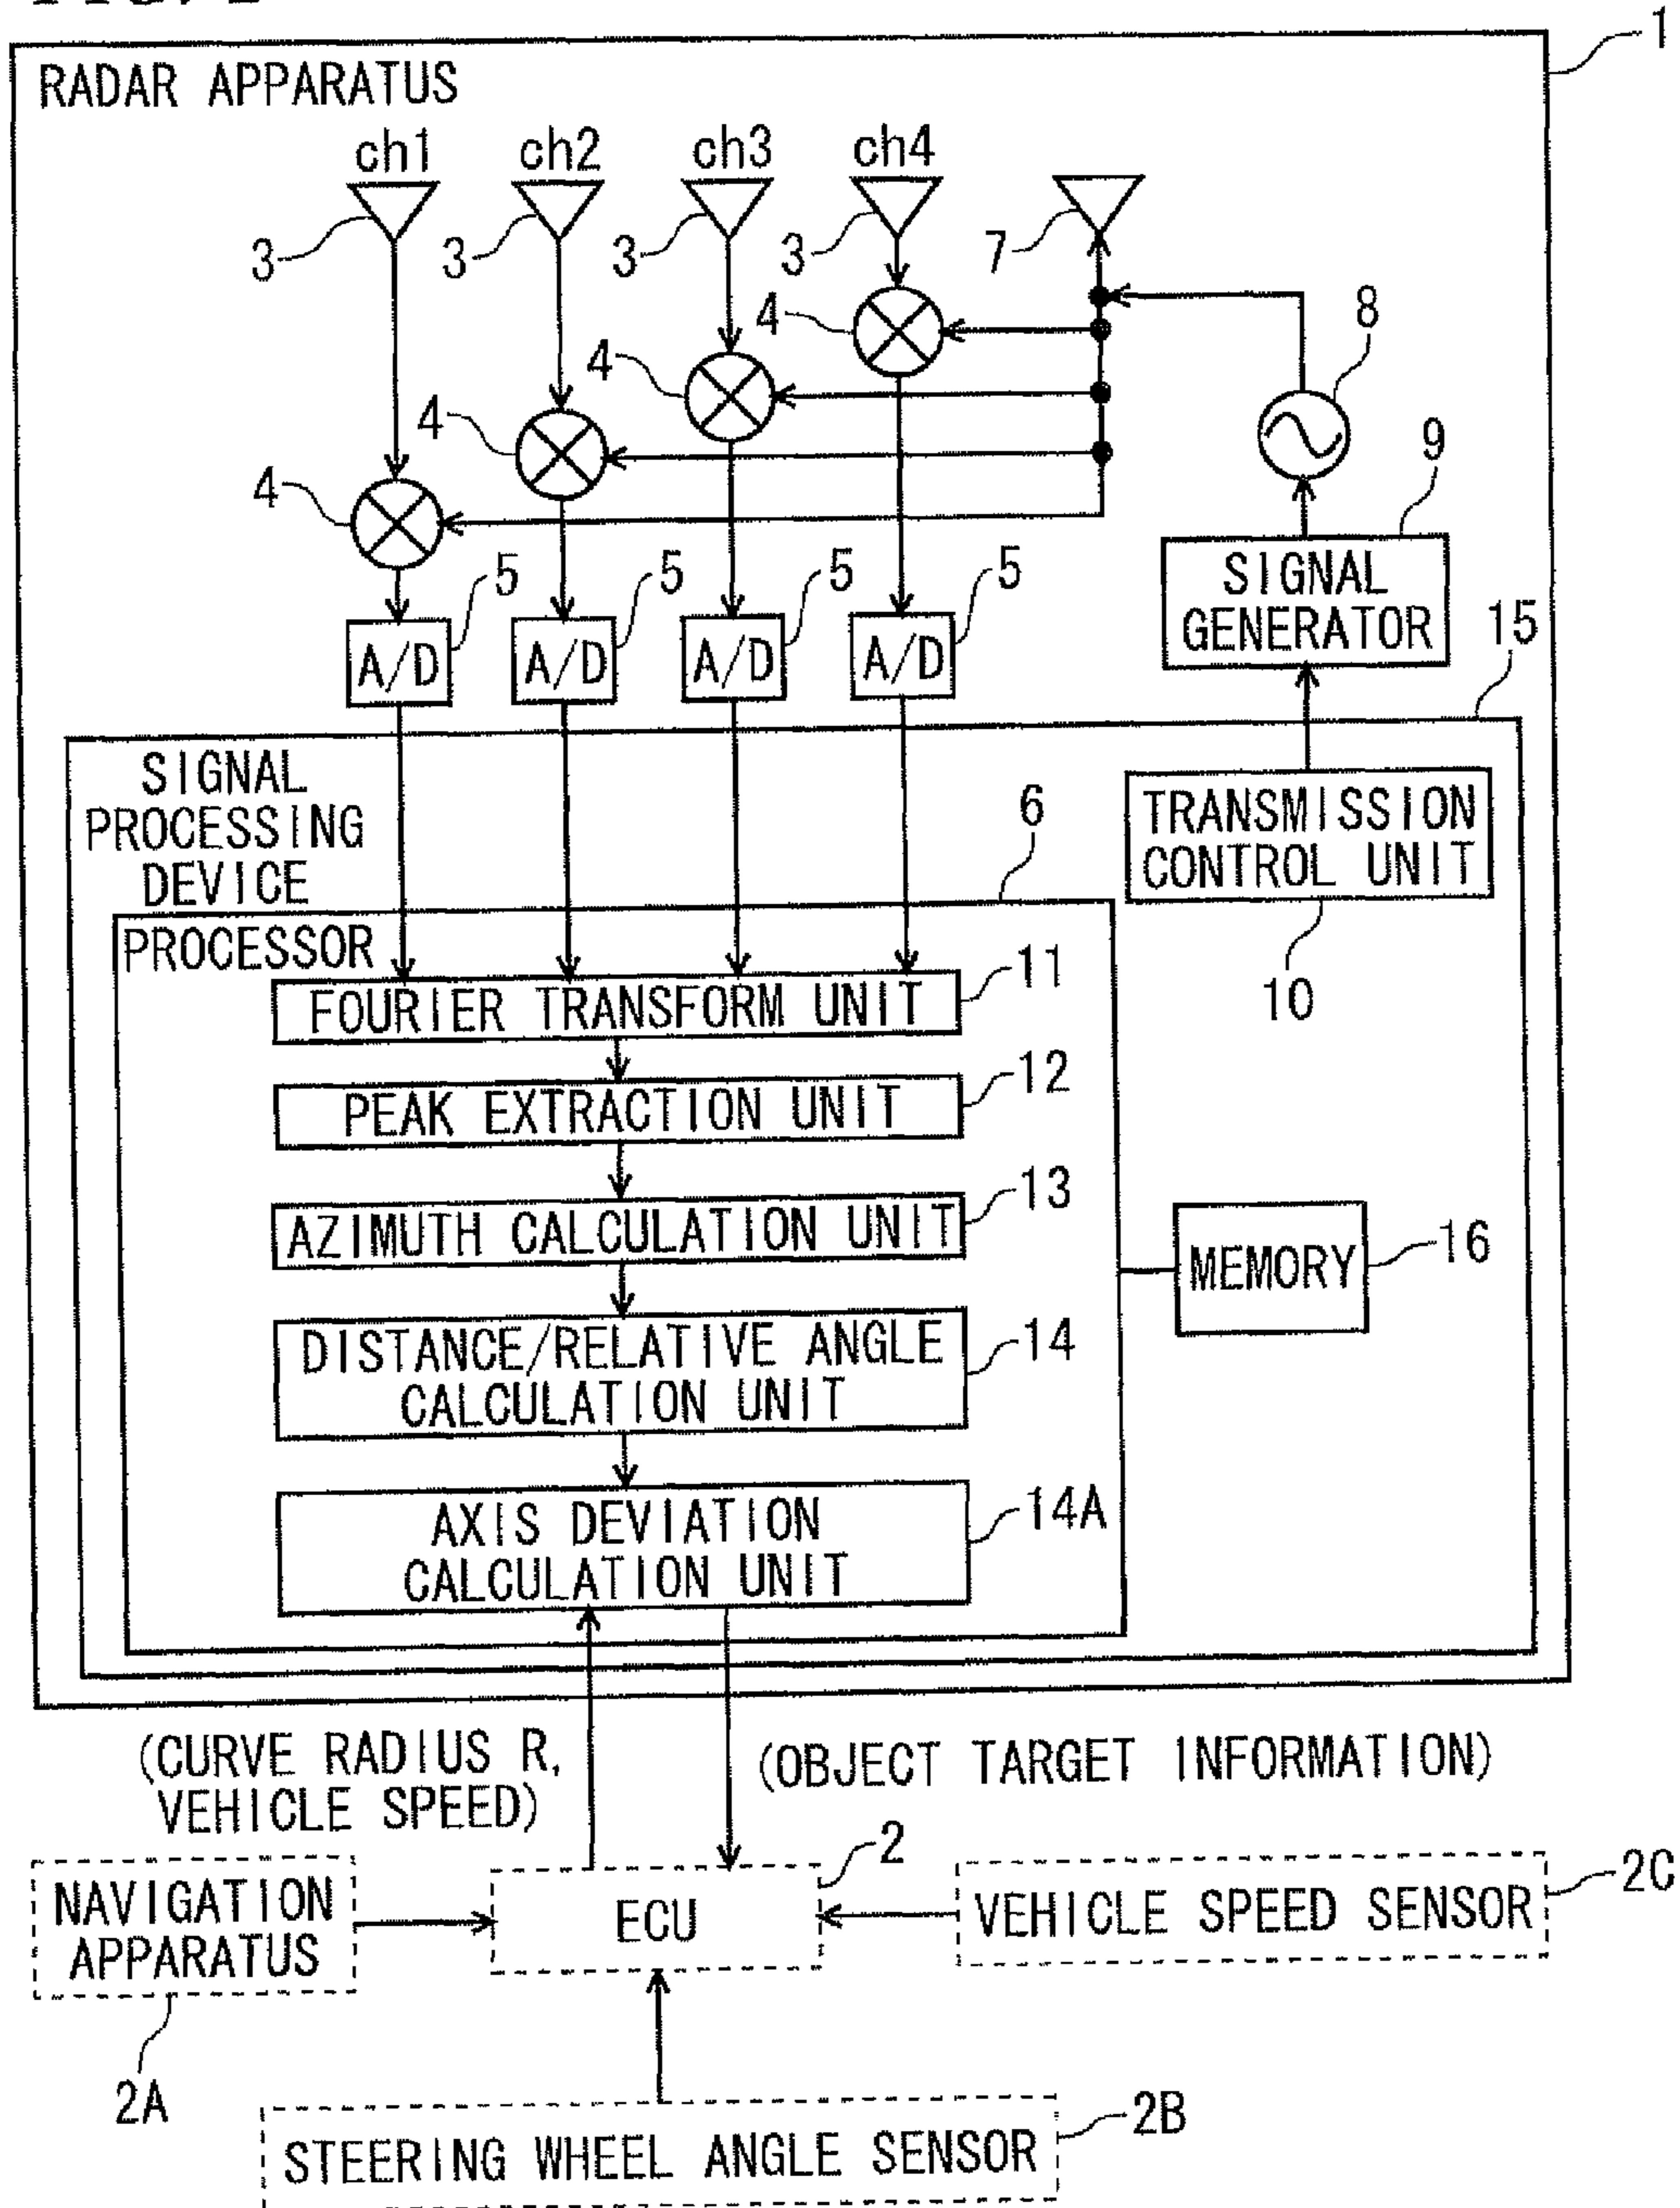 1
RADAR APPARATUS
ch1 ch2 ch3 ch4
3 3 3 3 7
4 4 4 4
8
9
5 5 5 5
A/D A/D A/D A/D
SIGNAL
GENERATOR
15
SIGNAL
PROCESSING
DEVICE
6
TRANSMISSION
CONTROL UNIT
10
PROCESSOR
FOURIER TRANSFORM UNIT
11
PEAK EXTRACTION UNIT
12
AZIMUTH CALCULATION UNIT
13
MEMORY
16
DISTANCE/RELATIVE ANGLE
CALCULATION UNIT
14
AXIS DEVIATION
CALCULATION UNIT
14A
(CURVE RADIUS R,
VEHICLE SPEED)
(OBJECT TARGET INFORMATION)
NAVIGATION
APPARATUS
2A
ECU
2
VEHICLE SPEED SENSOR
2C
STEERING WHEEL ANGLE SENSOR
2B